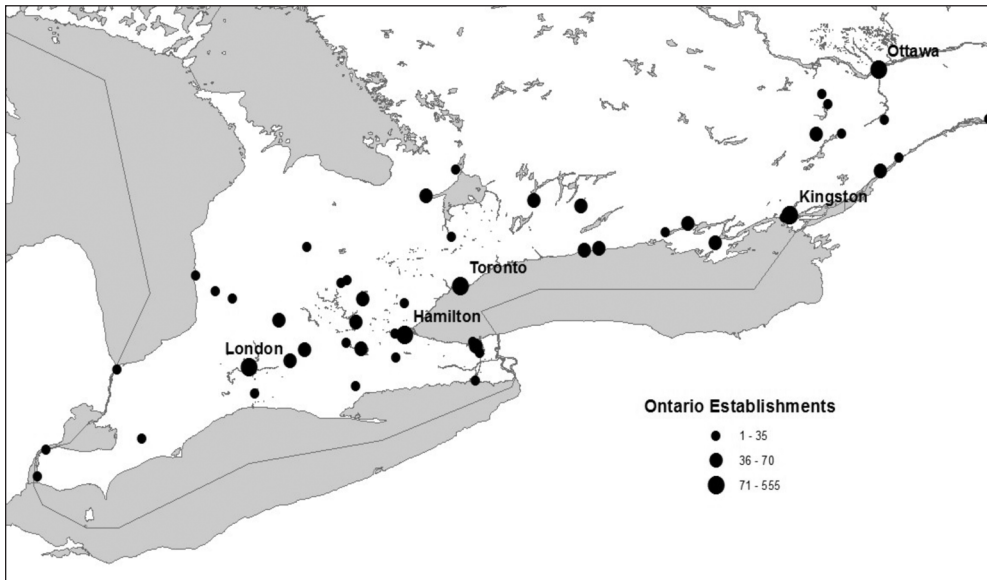 Ottawa
Kingston
Toronto
Hamilton
London
Ontario Establishments
1 - 35
36 - 70
71 - 555